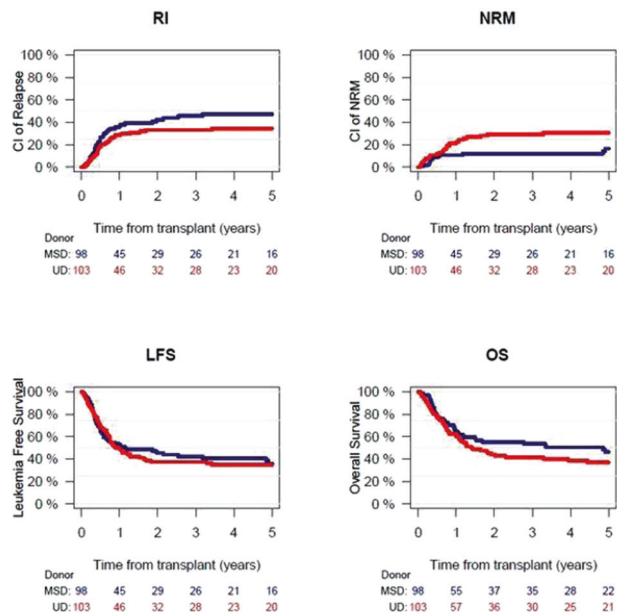 RI
100 %
80 %
60 %
40 %
20 %
0 %
CI of Relapse
0 1 2 3 4 5
Time from transplant (years)
Donor
MSD: 98 45 29 26 21 16
UD: 103 46 32 28 23 20
NRM
100 %
80 %
60 %
40 %
20 %
0 %
CI of NRM
0 1 2 3 4 5
Time from transplant (years)
Donor
MSD: 98 45 29 26 21 16
UD: 103 46 32 28 23 20
LFS
100 %
80 %
60 %
40 %
20 %
0 %
Leukemia Free Survival
0 1 2 3 4 5
Time from transplant (years)
Donor
MSD: 98 45 29 26 21 16
UD: 103 46 32 28 23 20
OS
100 %
80 %
60 %
40 %
20 %
0 %
Overall Survival
0 1 2 3 4 5
Time from transplant (years)
Donor
MSD: 98 55 37 35 28 22
UD: 103 57 36 30 25 21